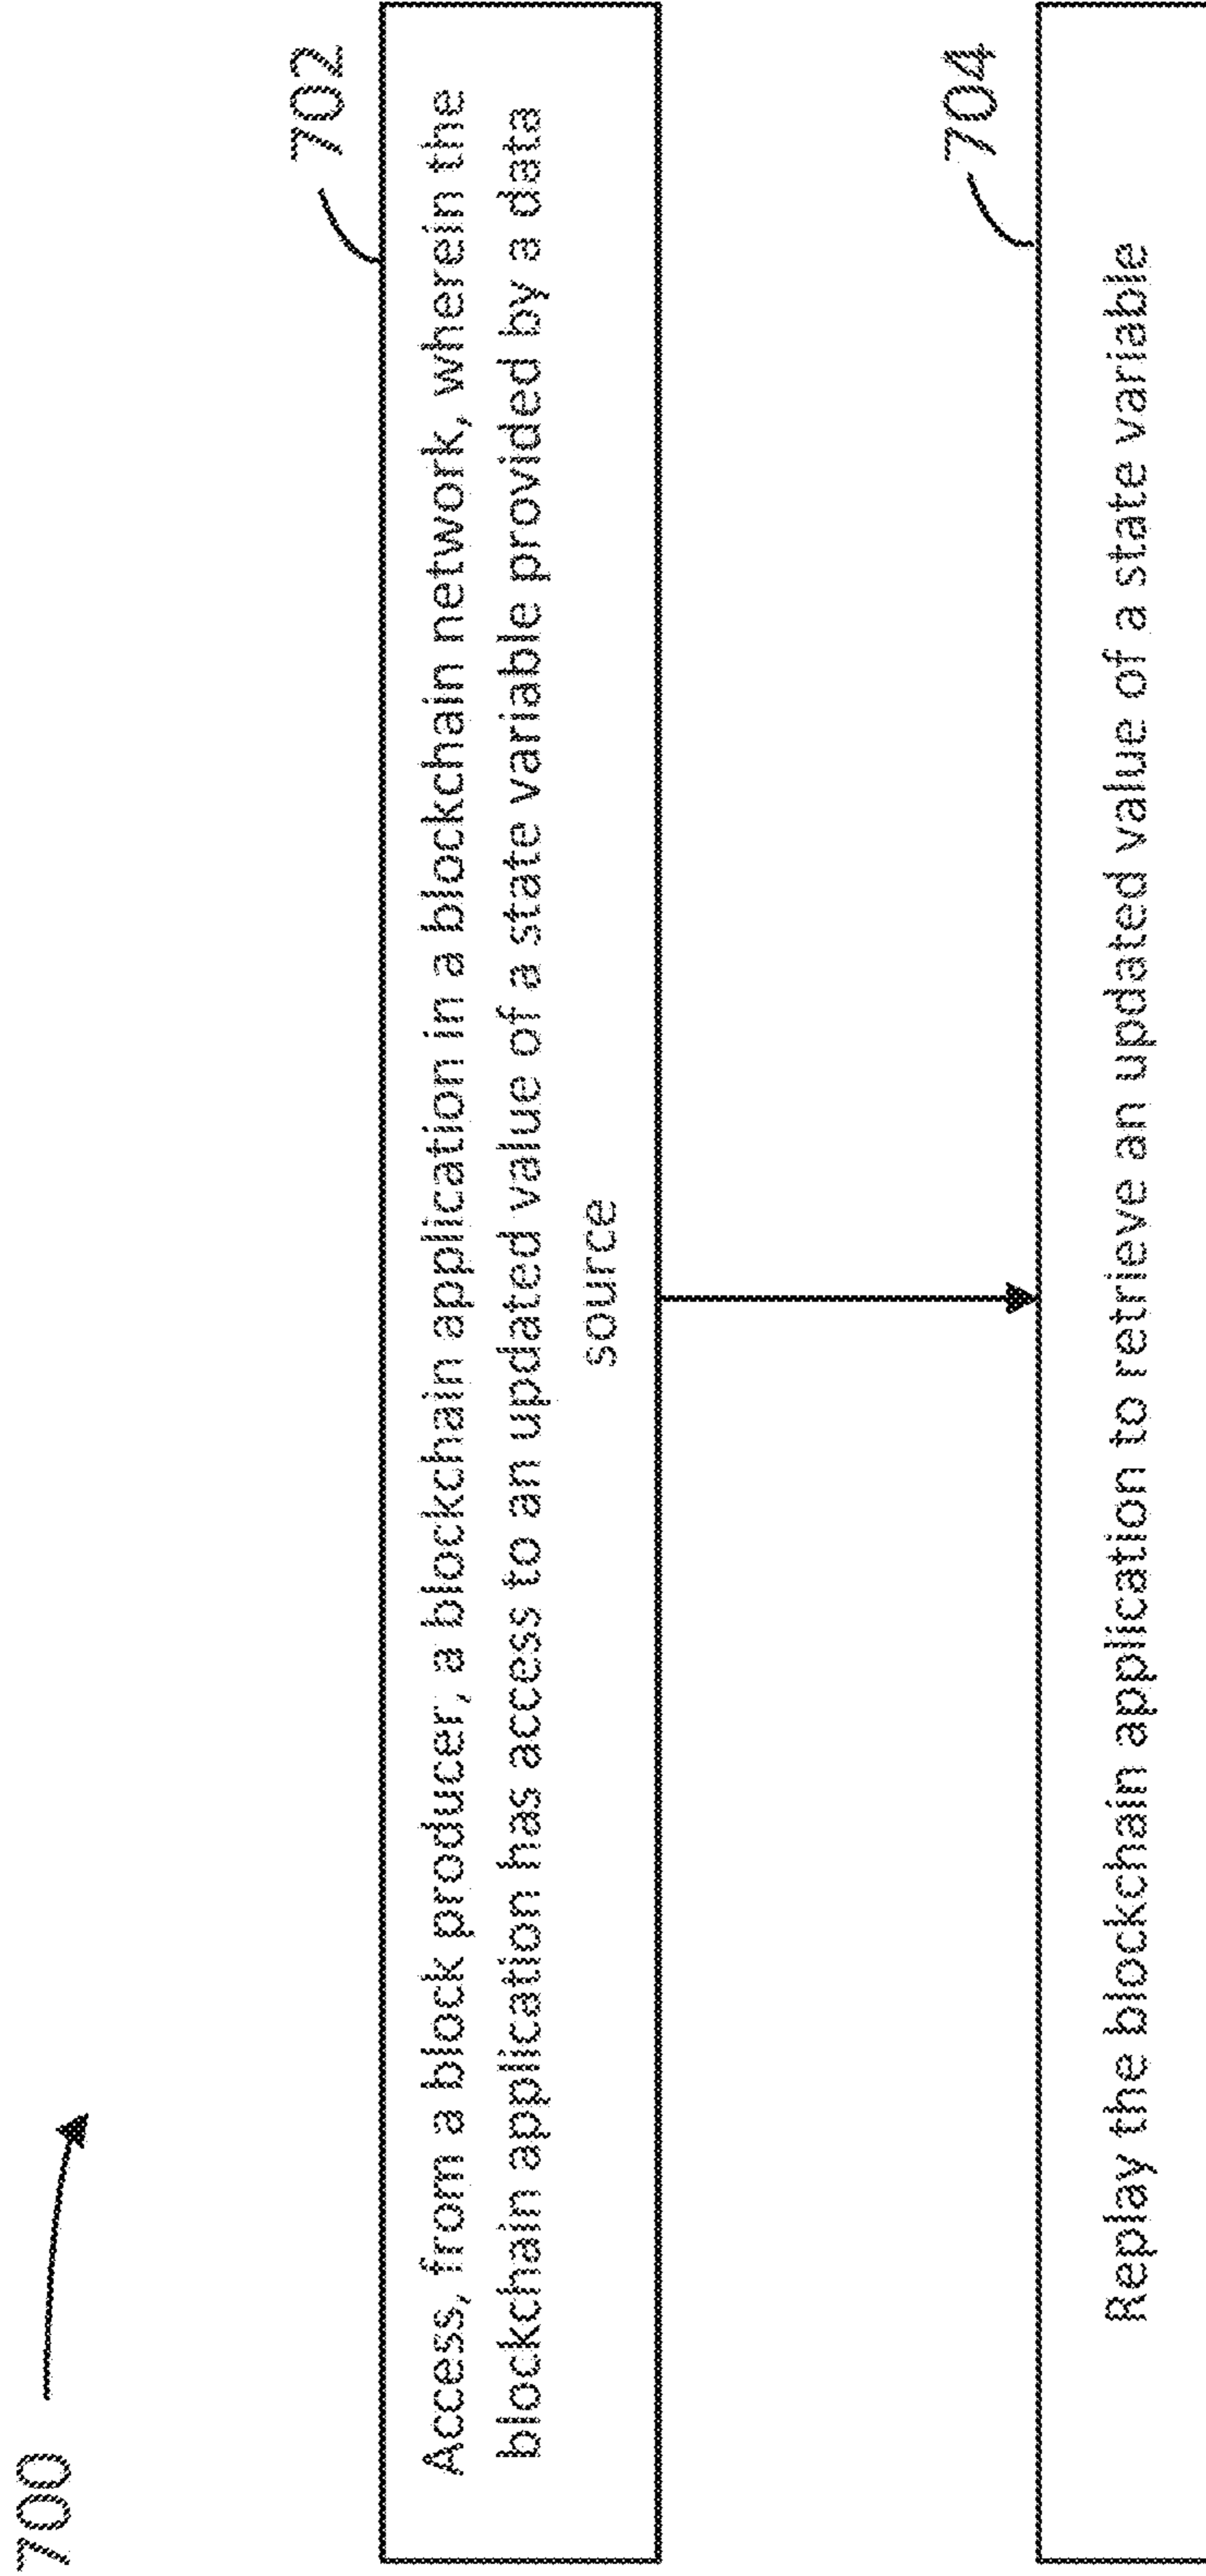 700
702
Access, from a block producer, a blockchain application in a blockchain network, wherein the
blockchain application has access to an updated value of a state variable provided by a data
source
704
Replay the blockchain application to retrieve an updated value of a state variable